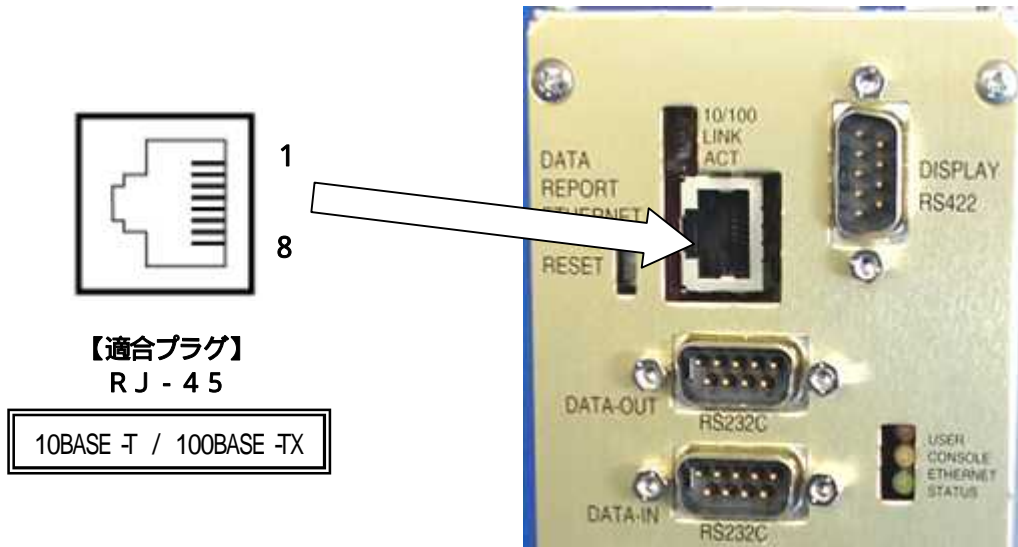 1
8
【適合プラグ】
RJ-45
10BASE-T / 100BASE-TX
10/100
LINK
ACT
DATA
REPORT
ETHERNET
RESET
DISPLAY
RS422
DATA-OUT
RS232C
DATA-IN
RS232C
USER
CONSOLE
ETHERNET
STATUS